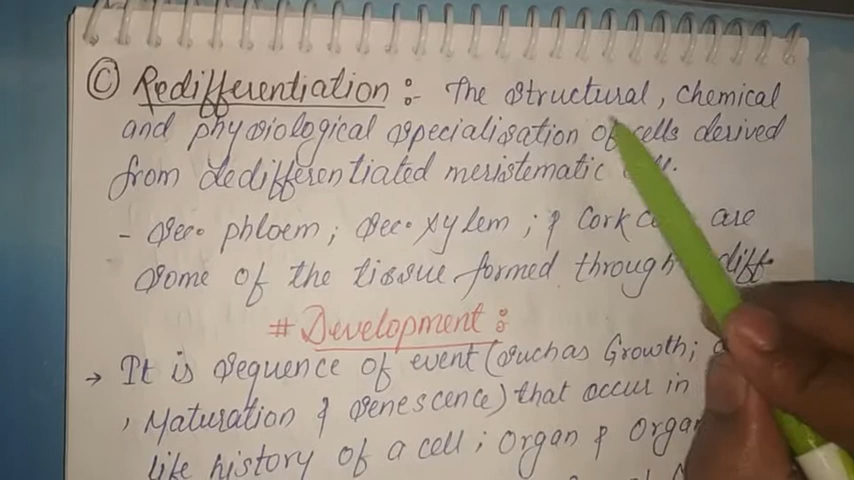 Ⓒ Redifferentiation :- The structural, chemical
and physiological specialisation of cells derived
from dedifferentiated meristematic
- Sec. phloem; Sec. xylem; & Cork are
Some of the tissue formed through diff.
# Development :
→ It is sequence of event (such as Growth;
, Maturation & Senescence) that occur in
life history of a cell; organ &